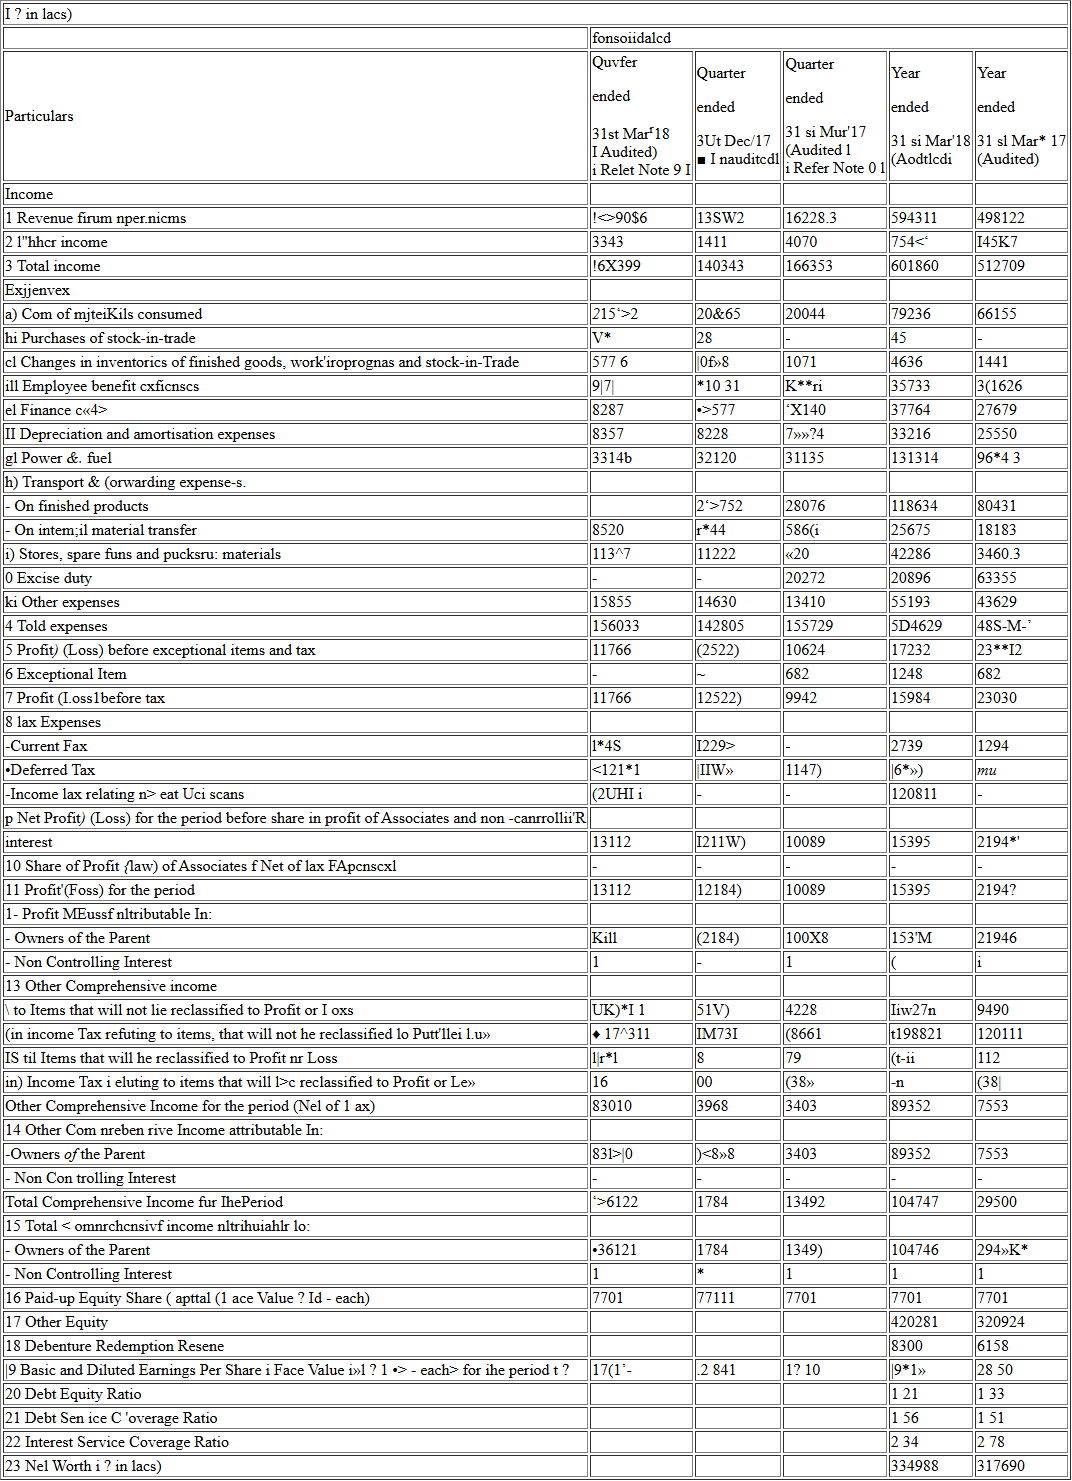 I ? in lacs)
fonsoiidalcd
Particulars
Quvfer
ended
31st Marʳ18
I Audited)
i Relet Note 9 I
Quarter
ended
3Ut Dec/17
■ I nauditcdl
Quarter
ended
31 si Mur'17
(Audited l
i Refer Note 0 l
Year
ended
31 si Mar'18
(Aodtlcdi
Year
ended
31 sl Mar* 17
(Audited)
Income
1 Revenue firum nper.nicms !<>90$6 13SW2 16228.3 594311 498122
2 l"hhcr income 3343 1411 4070 754<‘ I45K7
3 Total income !6X399 140343 166353 601860 512709
Exjjenvex
a) Com of mjteiKils consumed 215‘>2 20&65 20044 79236 66155
hi Purchases of stock-in-trade V* 28 - 45 -
cl Changes in inventorics of finished goods, work'iroprognas and stock-in-Trade 577 6 |0f»8 1071 4636 1441
ill Employee benefit cxficnscs 9|7| *10 31 K**ri 35733 3(1626
el Finance c«4> 8287 •>577 ‘X140 37764 27679
II Depreciation and amortisation expenses 8357 8228 7»»?4 33216 25550
gl Power &. fuel 3314b 32120 31135 131314 96*4 3
h) Transport & (orwarding expense-s.
- On finished products 2‘>752 28076 118634 80431
- On intem;il material transfer 8520 r*44 586(i 25675 18183
i) Stores, spare funs and pucksru: materials 113^7 11222 «20 42286 3460.3
0 Excise duty - - 20272 20896 63355
ki Other expenses 15855 14630 13410 55193 43629
4 Told expenses 156033 142805 155729 5D4629 48S-M-’
5 Profit) (Loss) before exceptional items and tax 11766 (2522) 10624 17232 23**I2
6 Exceptional Item - ~ 682 1248 682
7 Profit (I.oss1before tax 11766 12522) 9942 15984 23030
8 lax Expenses
-Current Fax l*4S I229> - 2739 1294
•Deferred Tax <121*1 |IIW» 1147) |6*») mu
-Income lax relating n> eat Uci scans (2UHI i - - 120811 -
p Net Profit) (Loss) for the period before share in profit of Associates and non -canrrollii'R
interest 13112 I211W) 10089 15395 2194*'
10 Share of Profit {law) of Associates f Net of lax FApcnscxl - - - - -
11 Profit'(Foss) for the period 13112 12184) 10089 15395 2194?
1- Profit MEussf nltributable In:
- Owners of the Parent Kill (2184) 100X8 153'M 21946
- Non Controlling Interest 1 - 1 ( i
13 Other Comprehensive income
\ to Items that will not lie reclassified to Profit or I oxs UK)*I 1 51V) 4228 Iiw27n 9490
(in income Tax refuting to items, that will not he reclassified lo Putt'llei l.u» ♦ 17^311 IM73I (8661 t198821 120111
IS til Items that will he reclassified to Profit nr Loss l|r*l 8 79 (t-ii 112
in) Income Tax i eluting to items that will l>c reclassified to Profit or Le» 16 00 (38» -n (38|
Other Comprehensive Income for the period (Nel of 1 ax) 83010 3968 3403 89352 7553
14 Other Com nreben rive Income attributable In:
-Owners of the Parent 83l>|0 )<8»8 3403 89352 7553
- Non Con trolling Interest - - - - -
Total Comprehensive Income fur IhePeriod ‘>6122 1784 13492 104747 29500
15 Total < omnrchcnsivf income nltrihuiahlr lo:
- Owners of the Parent •36121 1784 1349) 104746 294»K*
- Non Controlling Interest 1 * 1 1 1
16 Paid-up Equity Share ( apttal (1 ace Value ? Id - each) 7701 77111 7701 7701 7701
17 Other Equity 420281 320924
18 Debenture Redemption Resene 8300 6158
|9 Basic and Diluted Earnings Per Share i Face Value i»l ? 1 •> - each> for ihe period t ? 17(1’- .2 841 1? 10 |9*1» 28 50
20 Debt Equity Ratio 1 21 1 33
21 Debt Sen ice C 'overage Ratio 1 56 1 51
22 Interest Service Coverage Ratio 2 34 2 78
23 Nel Worth i ? in lacs) 334988 317690